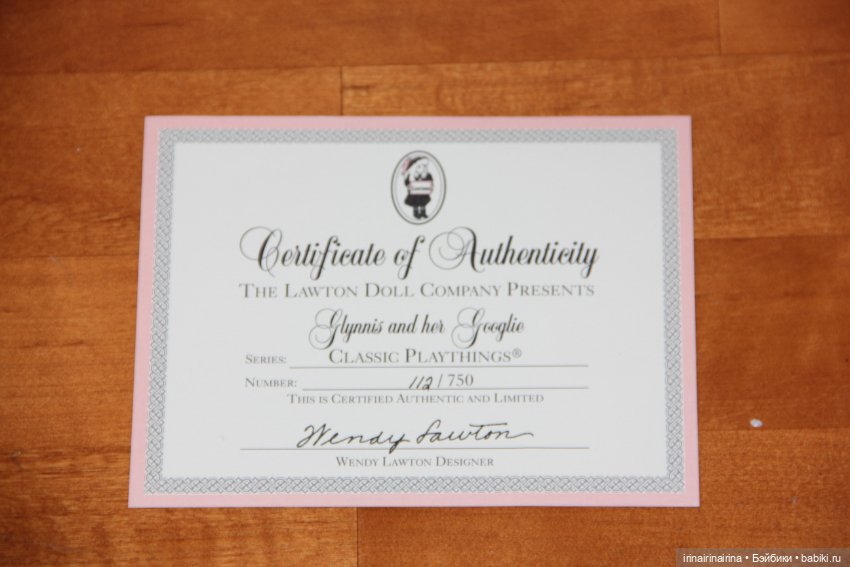 Certificate of Authenticity
The Lawton Doll Company Presents
Glynnis and her Googlie
Series: Classic Playthings®
Number: 112 / 750
This is Certified Authentic and Limited
Wendy Lawton
Wendy Lawton Designer
irinairinairina • Бэйбики • babiki.ru